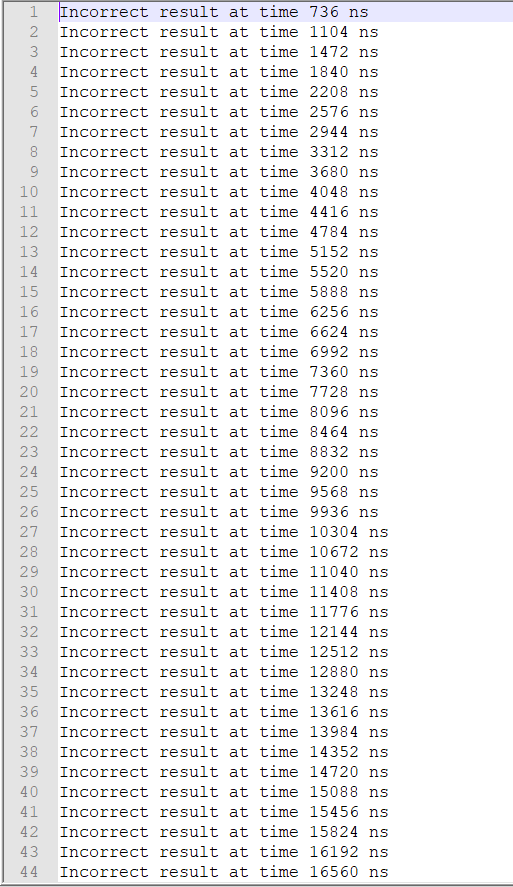 1 Incorrect result at time 736 ns
2 Incorrect result at time 1104 ns
3 Incorrect result at time 1472 ns
4 Incorrect result at time 1840 ns
5 Incorrect result at time 2208 ns
6 Incorrect result at time 2576 ns
7 Incorrect result at time 2944 ns
8 Incorrect result at time 3312 ns
9 Incorrect result at time 3680 ns
10 Incorrect result at time 4048 ns
11 Incorrect result at time 4416 ns
12 Incorrect result at time 4784 ns
13 Incorrect result at time 5152 ns
14 Incorrect result at time 5520 ns
15 Incorrect result at time 5888 ns
16 Incorrect result at time 6256 ns
17 Incorrect result at time 6624 ns
18 Incorrect result at time 6992 ns
19 Incorrect result at time 7360 ns
20 Incorrect result at time 7728 ns
21 Incorrect result at time 8096 ns
22 Incorrect result at time 8464 ns
23 Incorrect result at time 8832 ns
24 Incorrect result at time 9200 ns
25 Incorrect result at time 9568 ns
26 Incorrect result at time 9936 ns
27 Incorrect result at time 10304 ns
28 Incorrect result at time 10672 ns
29 Incorrect result at time 11040 ns
30 Incorrect result at time 11408 ns
31 Incorrect result at time 11776 ns
32 Incorrect result at time 12144 ns
33 Incorrect result at time 12512 ns
34 Incorrect result at time 12880 ns
35 Incorrect result at time 13248 ns
36 Incorrect result at time 13616 ns
37 Incorrect result at time 13984 ns
38 Incorrect result at time 14352 ns
39 Incorrect result at time 14720 ns
40 Incorrect result at time 15088 ns
41 Incorrect result at time 15456 ns
42 Incorrect result at time 15824 ns
43 Incorrect result at time 16192 ns
44 Incorrect result at time 16560 ns